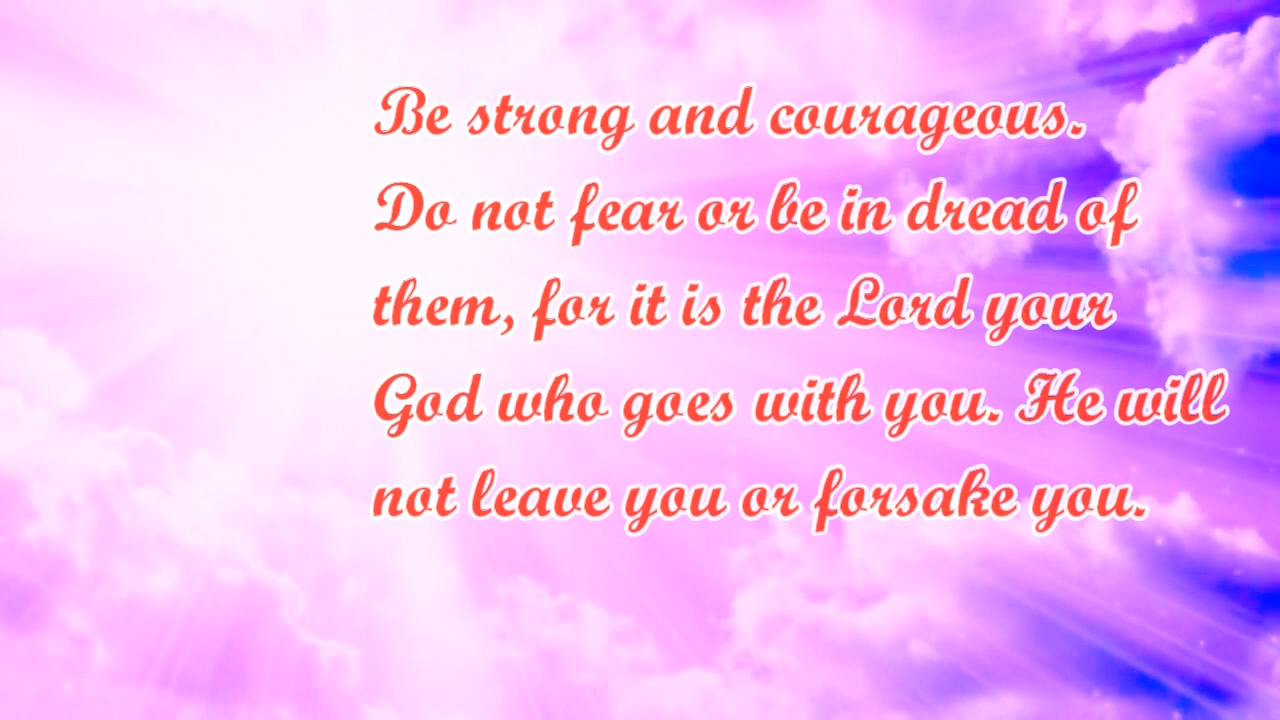 Be strong and courageous.
Do not fear or be in dread of
them, for it is the Lord your
God who goes with you. He will
not leave you or forsake you.